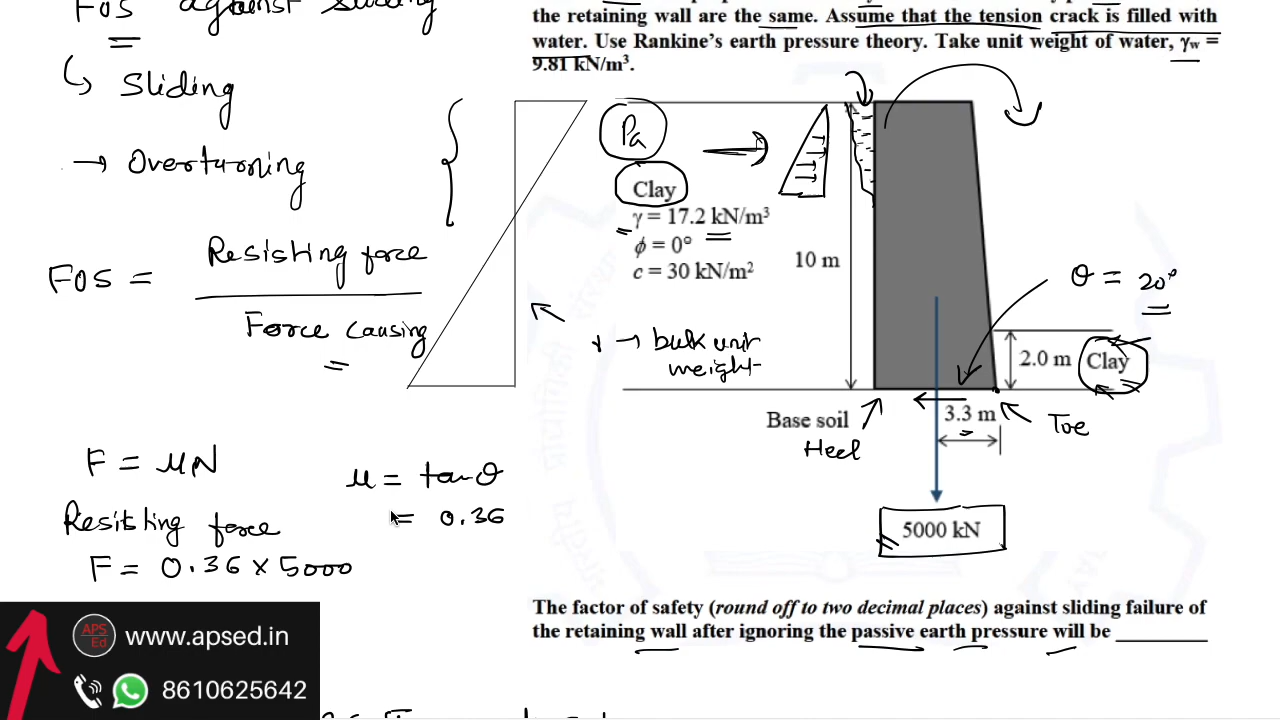 FOS against sliding
the retaining wall are the same. Assume that the tension crack is filled with
water. Use Rankine's earth pressure theory. Take unit weight of water, γw =
9.81 kN/m³.
↳ Sliding
→ Overturning
FOS = Resisting force
Force causing
F = μN
μ = tanθ
= 0.36
Resisting force
F = 0.36 × 5000
Pa
Clay
γ = 17.2 kN/m³
ϕ = 0°
c = 30 kN/m²
γ → bulk unit
weight
10 m
θ = 20°
2.0 m
Clay
Base soil
Heel
3.3 m
Toe
5000 kN
The factor of safety (round off to two decimal places) against sliding failure of
the retaining wall after ignoring the passive earth pressure will be ________
APS
Ed
www.apsed.in
8610625642